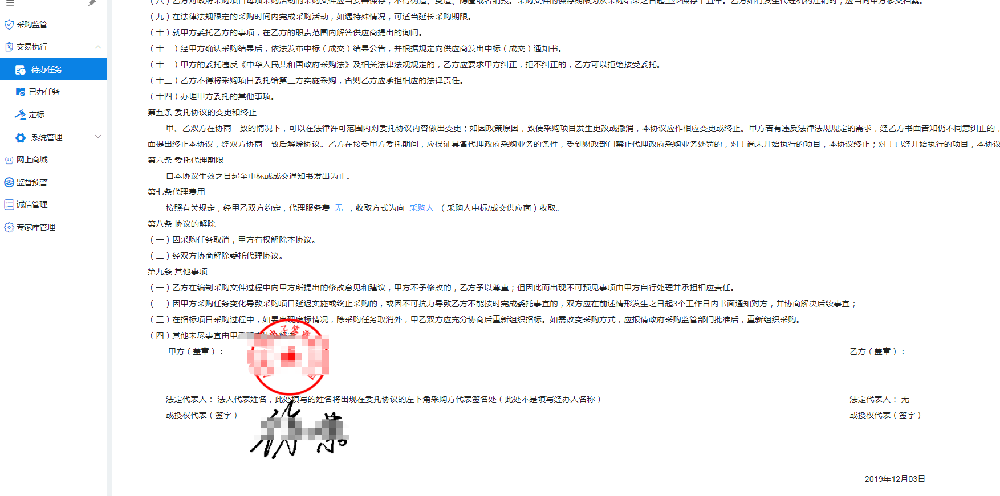 采购监管
交易执行
待办任务
已办任务
定标
系统管理
网上商城
监督预警
诚信管理
专家库管理
（八）乙方对政府采购项目每项采购活动的采购文件应当妥善保存，不得伪造、变造、隐匿或者销毁。采购文件的保存期限为从采购结束之日起至少保存十五年。乙方如有发生代理机构注销时，应当向甲方移交档案。
（九）在法律法规限定的采购时间内完成采购活动，如遇特殊情况，可适当延长采购期限。
（十）就甲方委托乙方的事项，在乙方的职责范围内解答供应商提出的询问。
（十一）经甲方确认采购结果后，依法发布中标（成交）结果公告，并根据规定向供应商发出中标（成交）通知书。
（十二）甲方的委托违反《中华人民共和国政府采购法》及相关法律法规规定的，乙方应要求甲方纠正，拒不纠正的，乙方可以拒绝接受委托。
（十三）乙方不得将采购项目委托给第三方实施采购，否则乙方应承担相应的法律责任。
（十四）办理甲方委托的其他事项。
第五条 委托协议的变更和终止
甲、乙双方在协商一致的情况下，可以在法律许可范围内对委托协议内容做出变更；如因政策原因，致使采购项目发生更改或撤消，本协议应作相应变更或终止。甲方若有违反法律法规规定的需求，经乙方书面告知仍不同意纠正的，
面提出终止本协议，经双方协商一致后解除协议。乙方在接受甲方委托期间，应保证具备代理政府采购业务的条件，受到财政部门禁止代理政府采购业务处罚的，对于尚未开始执行的项目，本协议终止；对于已经开始执行的项目，本协议
第六条 委托代理期限
自本协议生效之日起至中标或成交通知书发出为止。
第七条代理费用
按照有关规定，经甲乙双方约定，代理服务费_无_，收取方式为向_采购人_（采购人中标/成交供应商）收取。
第八条 协议的解除
（一）因采购任务取消，甲方有权解除本协议。
（二）经双方协商解除委托代理协议。
第九条 其他事项
（一）乙方在编制采购文件过程中向甲方所提出的修改意见和建议，甲方不予修改的，乙方予以尊重；但因此而出现不可预见事项由甲方自行处理并承担相应责任。
（二）因甲方采购任务变化导致采购项目延迟实施或终止采购的，或因不可抗力导致乙方不能按时完成委托事宜的，双方应在前述情形发生之日起3个工作日内书面通知对方，并协商解决后续事宜；
（三）在招标项目采购过程中，如果出现废标情况，除采购任务取消外，甲乙双方应充分协商后重新组织招标。如需改变采购方式，应报请政府采购监管部门批准后，重新组织采购。
（四）其他未尽事宜由甲
电子签章
甲方（盖章）：
乙方（盖章）：
法定代表人： 法人代表姓名，此处填写的姓名将出现在委托协议的左下角采购方代表签名处（此处不是填写经办人名称）
法定代表人： 无
或授权代表（签字）
或授权代表（签字）
2019年12月03日